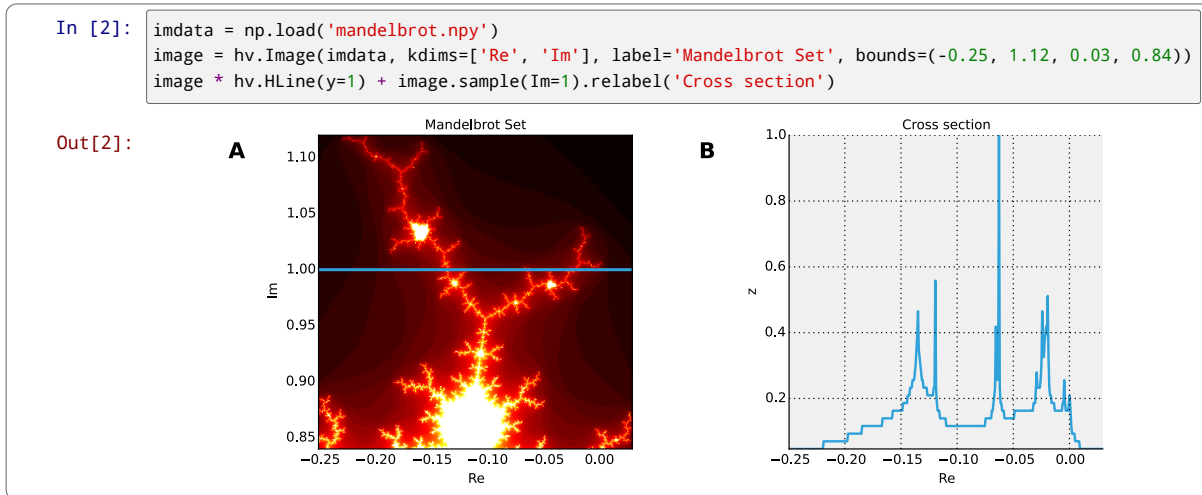 In [2]:
imdata = np.load('mandelbrot.npy')
image = hv.Image(imdata, kdims=['Re', 'Im'], label='Mandelbrot Set', bounds=(-0.25, 1.12, 0.03, 0.84))
image * hv.HLine(y=1) + image.sample(Im=1).relabel('Cross section')
Out[2]:
A
Mandelbrot Set
1.10
1.05
1.00
0.95
0.90
0.85
Im
−0.25 −0.20 −0.15 −0.10 −0.05 0.00
Re
B
Cross section
1.0
0.8
0.6
0.4
0.2
z
−0.25 −0.20 −0.15 −0.10 −0.05 0.00
Re